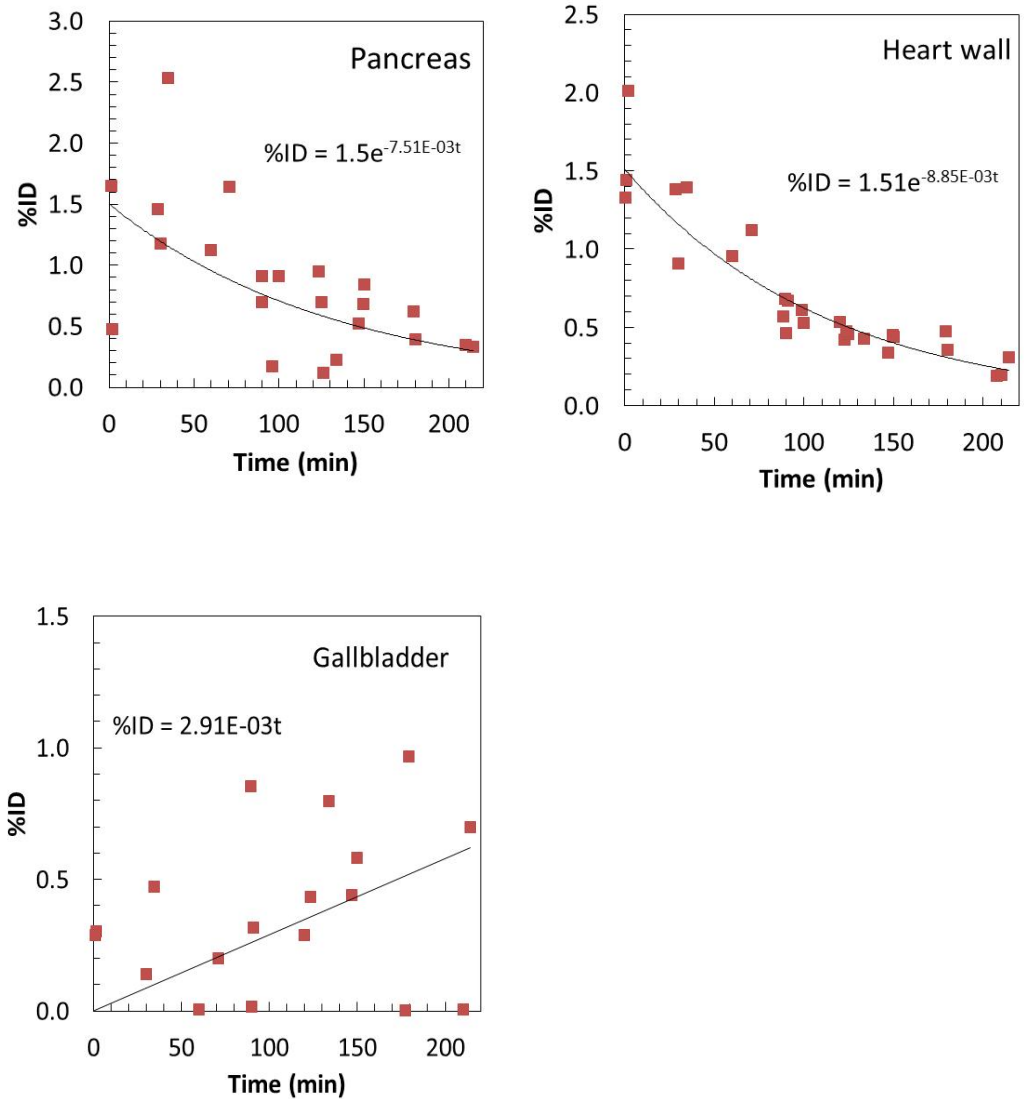 Pancreas
%ID = 1.5e^-7.51E-03t
%ID
3.0
2.5
2.0
1.5
1.0
0.5
0.0
0 50 100 150 200
Time (min)
Heart wall
%ID = 1.51e^-8.85E-03t
%ID
2.5
2.0
1.5
1.0
0.5
0.0
0 50 100 150 200
Time (min)
Gallbladder
%ID = 2.91E-03t
%ID
1.5
1.0
0.5
0.0
0 50 100 150 200
Time (min)